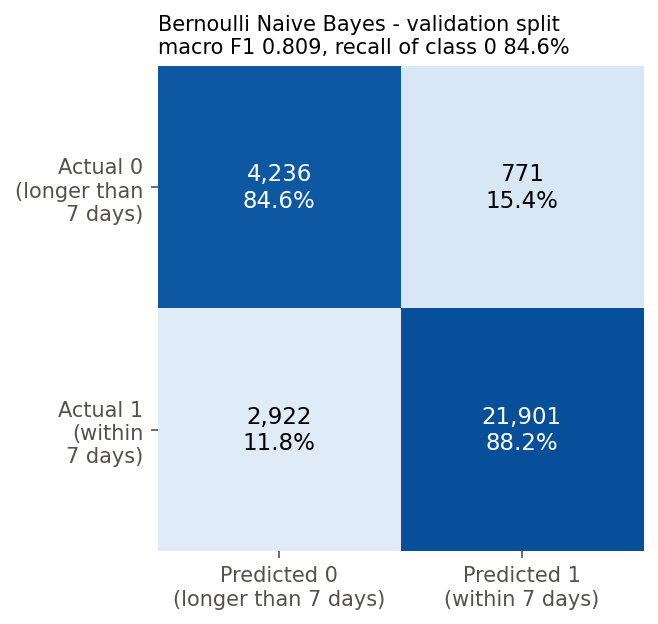 Bernoulli Naive Bayes - validation split
macro F1 0.809, recall of class 0 84.6%
Actual 0
(longer than
7 days)
4,236
84.6%
771
15.4%
Actual 1
(within
7 days)
2,922
11.8%
21,901
88.2%
Predicted 0
(longer than 7 days)
Predicted 1
(within 7 days)